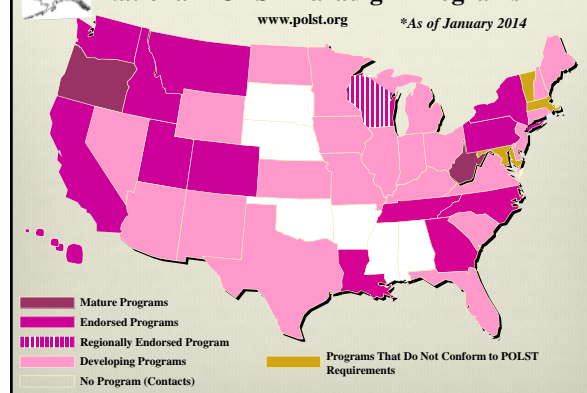 www.polst.org
*As of January 2014
Mature Programs
Endorsed Programs
Regionally Endorsed Program
Developing Programs
No Program (Contacts)
Programs That Do Not Conform to POLST
Requirements